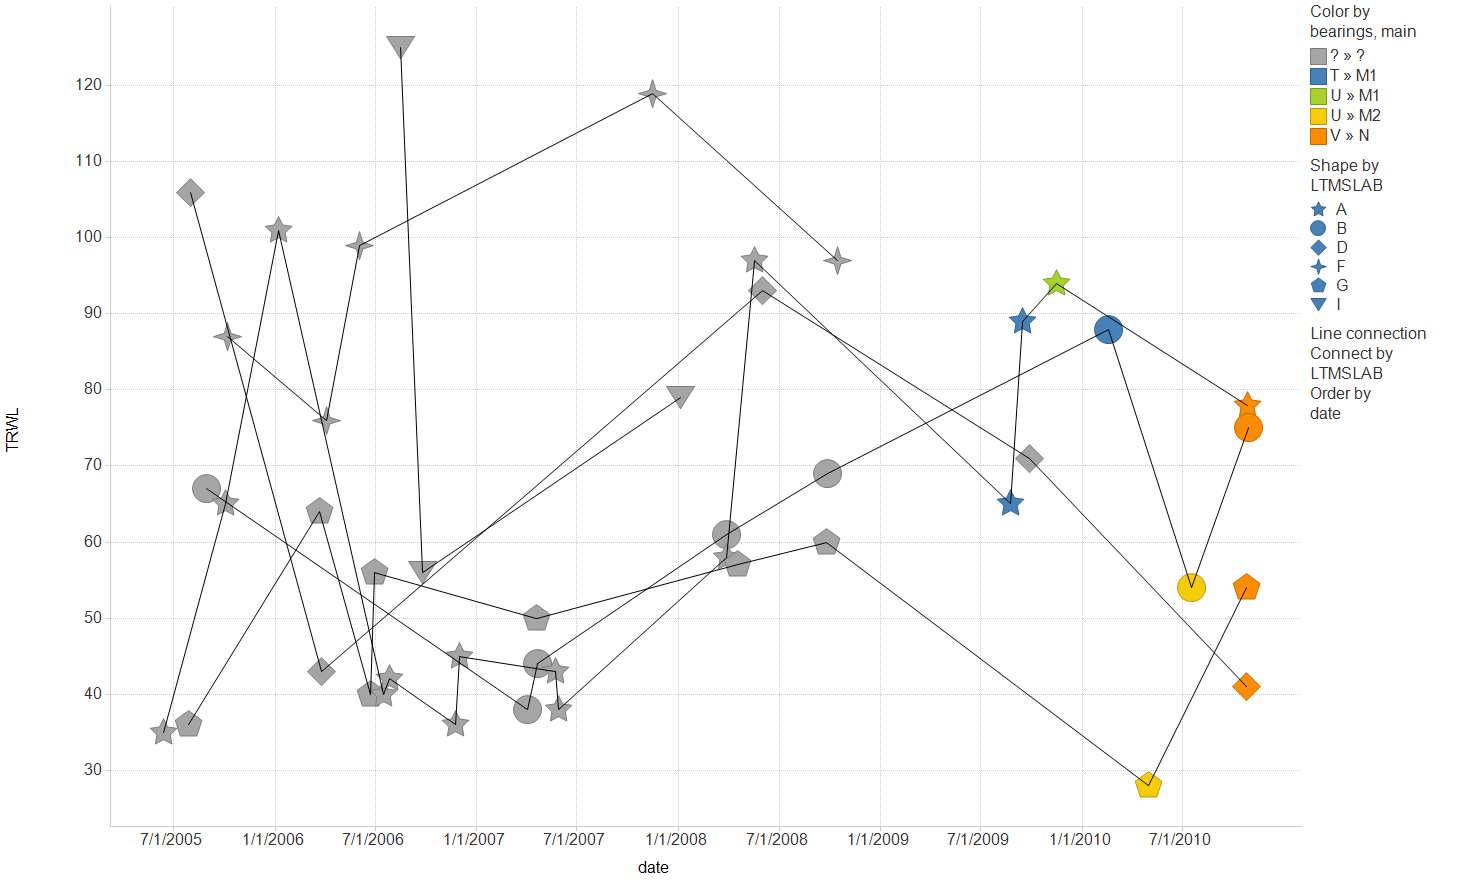 TRWL
120
110
100
90
80
70
60
50
40
30
7/1/2005
1/1/2006
7/1/2006
1/1/2007
7/1/2007
1/1/2008
7/1/2008
1/1/2009
7/1/2009
1/1/2010
7/1/2010
date
Color by
bearings, main
? » ?
T » M1
U » M1
U » M2
V » N
Shape by
LTMSLAB
A
B
D
F
G
I
Line connection
Connect by
LTMSLAB
Order by
date